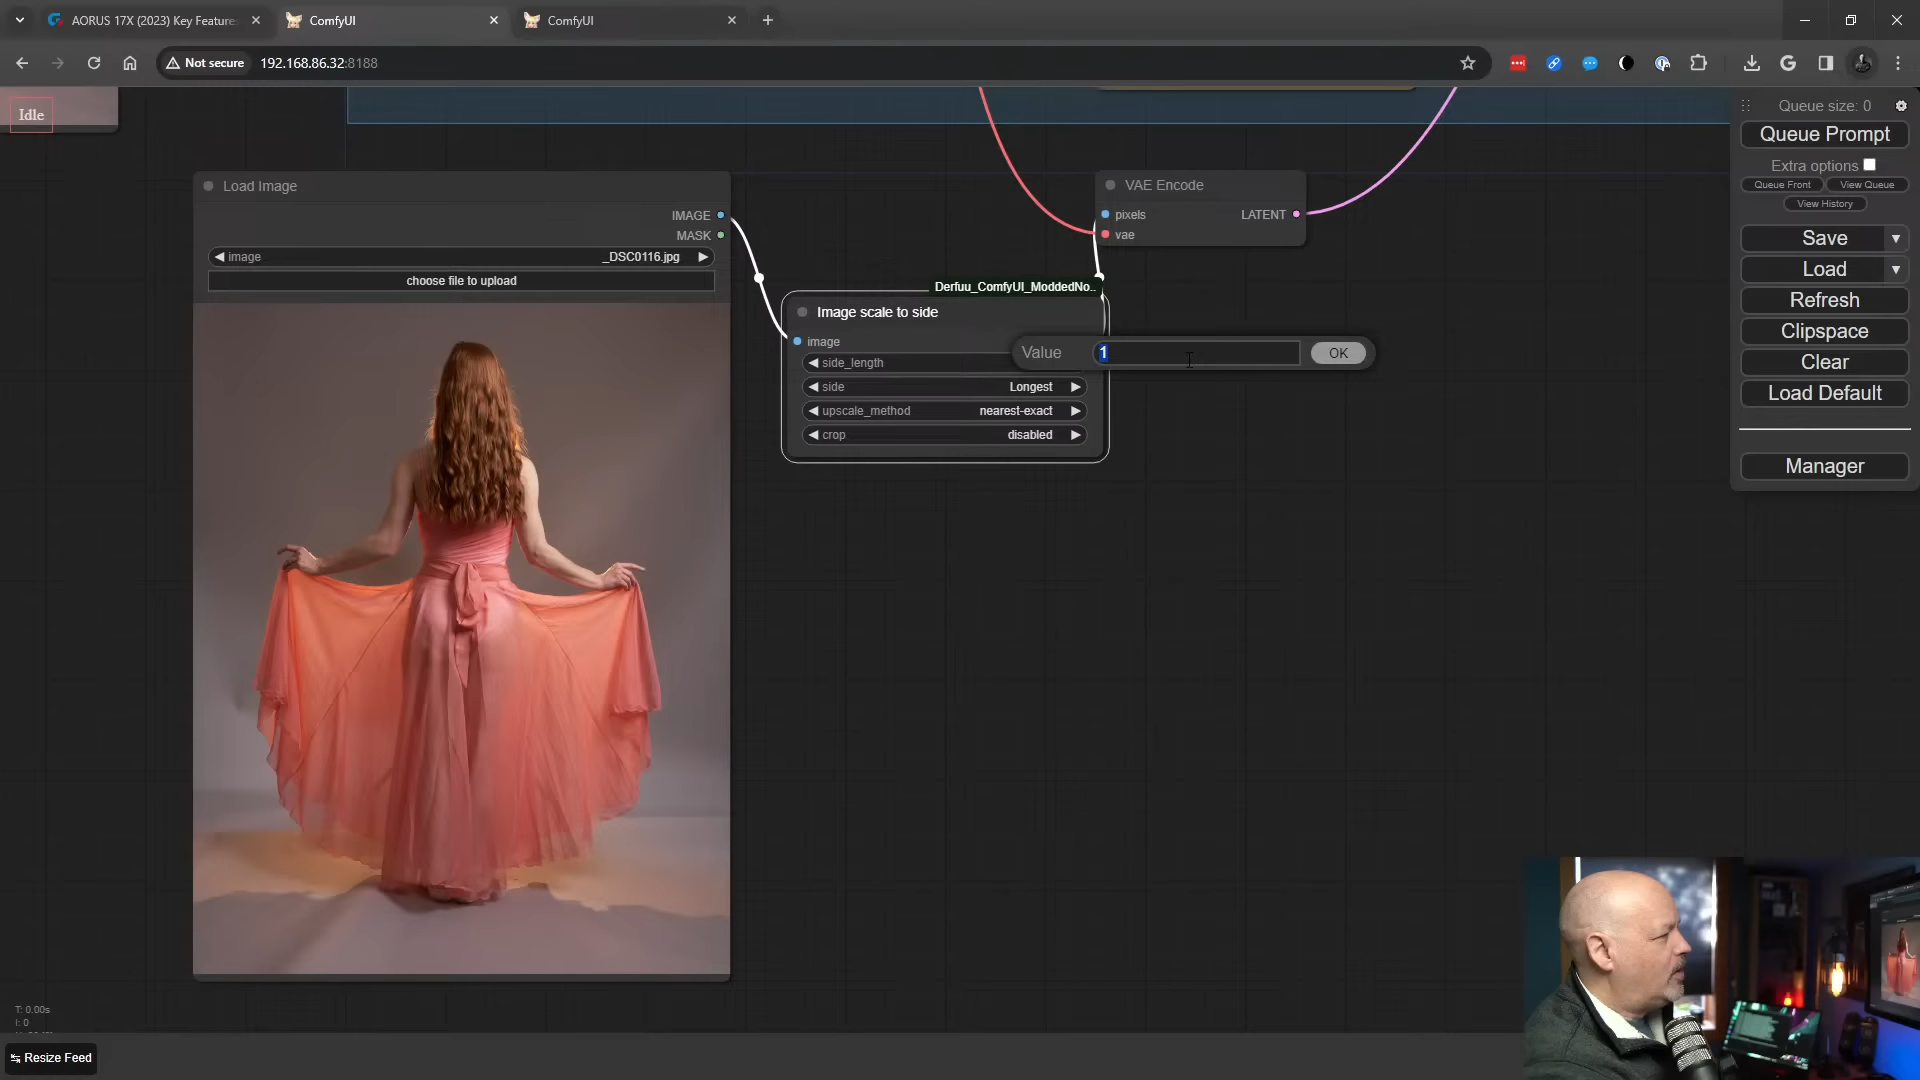 AORUS 17X (2023) Key Feature
ComfyUI
ComfyUI
Not secure
192.168.86.32:8188
Idle
Queue size: 0
Queue Prompt
Extra options
Queue Front
View Queue
View History
Save
Load
Refresh
Clipspace
Clear
Load Default
Manager
Load Image
IMAGE
MASK
image
_DSC0116.jpg
choose file to upload
VAE Encode
pixels
LATENT
vae
Derfuu_ComfyUI_ModdedNo..
Image scale to side
image
side_length
Value
1
OK
side
Longest
upscale_method
nearest-exact
crop
disabled
T: 0.00s
I: 0
Resize Feed